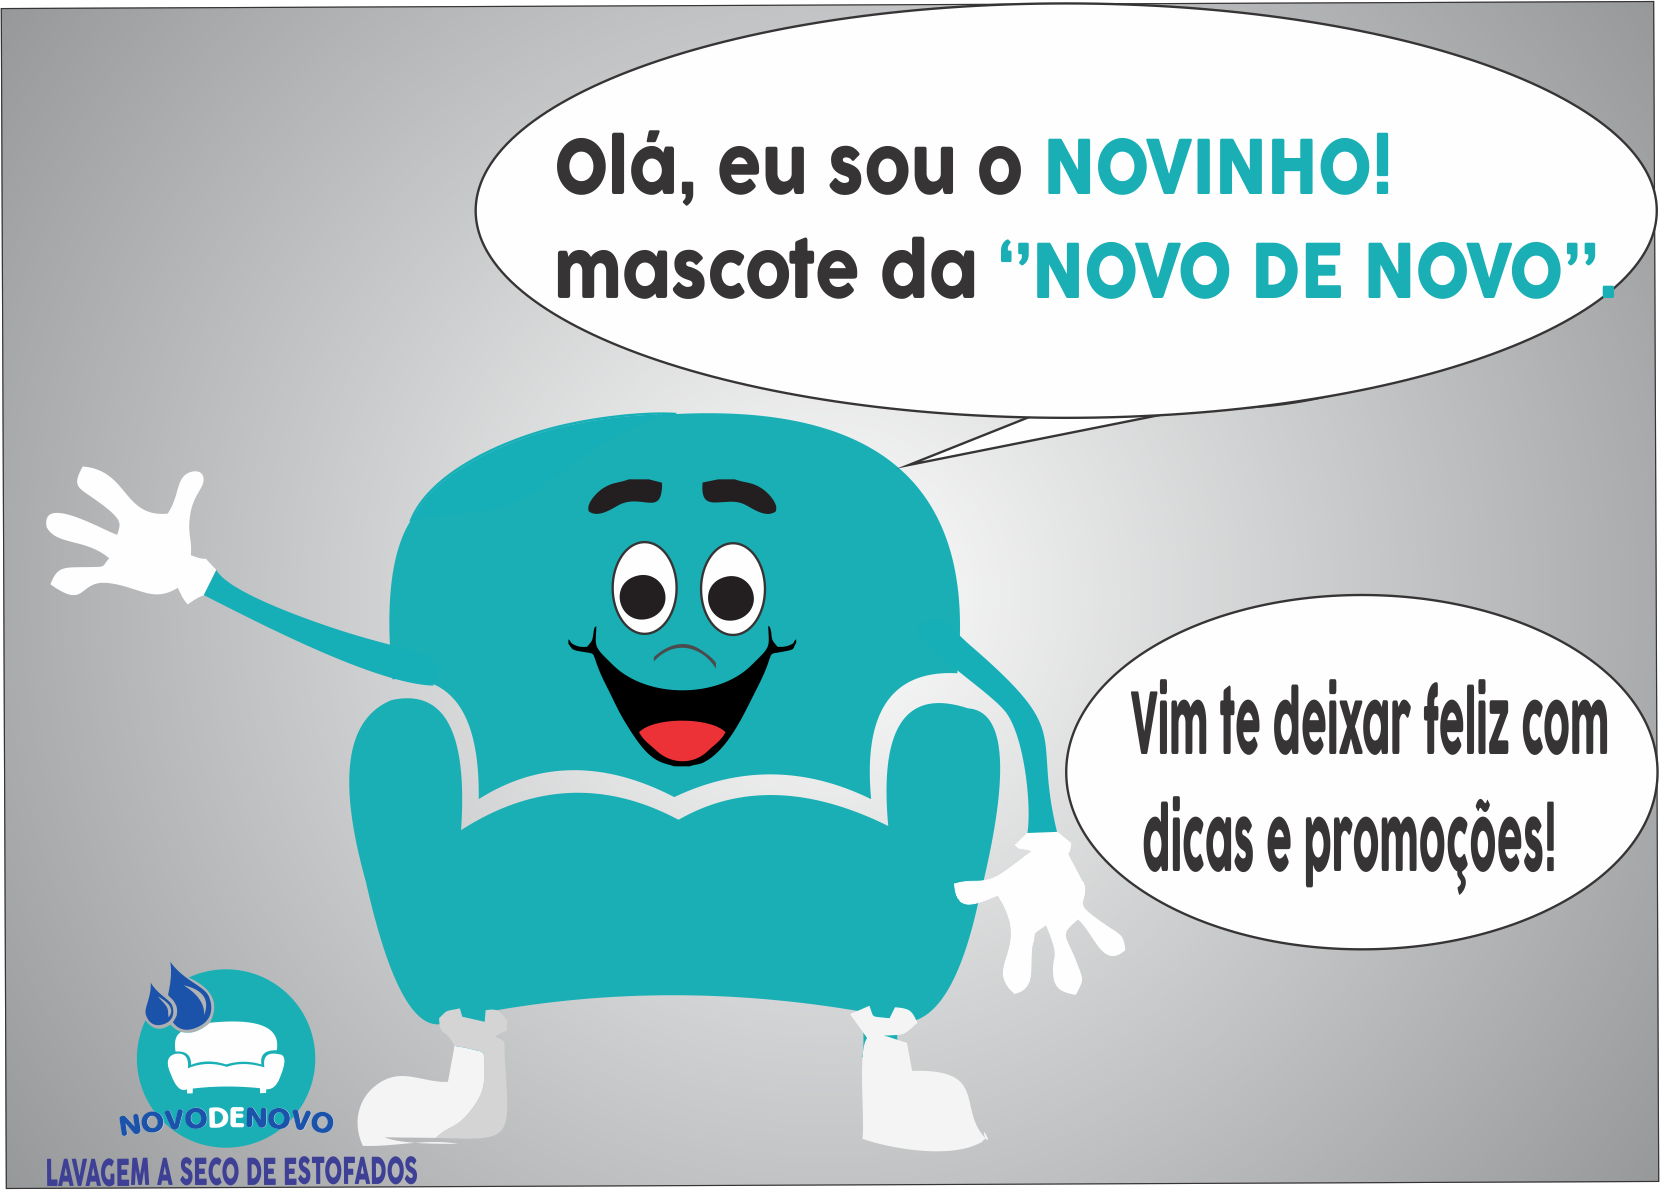 Olá, eu sou o NOVINHO!
mascote da ‘’NOVO DE NOVO’’.
Vim te deixar feliz com
dicas e promoções!
NOVODENOVO
LAVAGEM A SECO DE ESTOFADOS